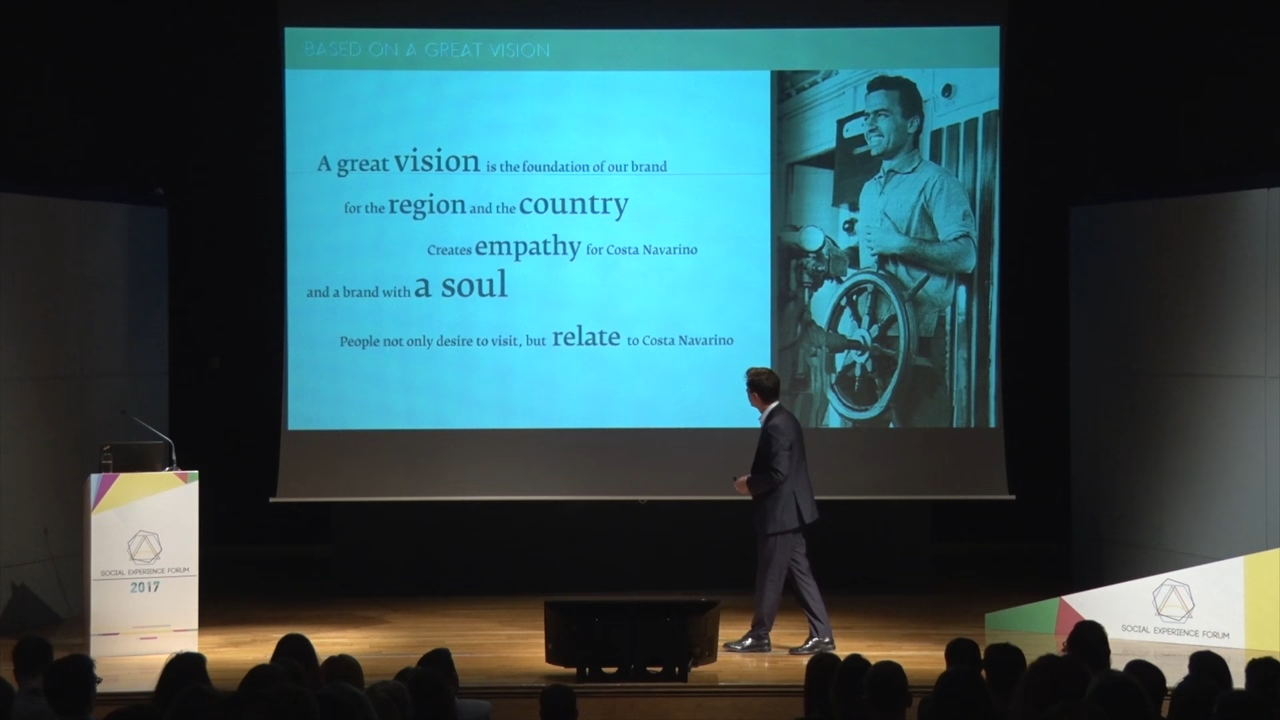 BASED ON A GREAT VISION
A great vision is the foundation of our brand
for the region and the country
Creates empathy for Costa Navarino
and a brand with a soul
People not only desire to visit, but relate to Costa Navarino
SOCIAL EXPERIENCE FORUM
2017
SOCIAL EXPERIENCE FORUM